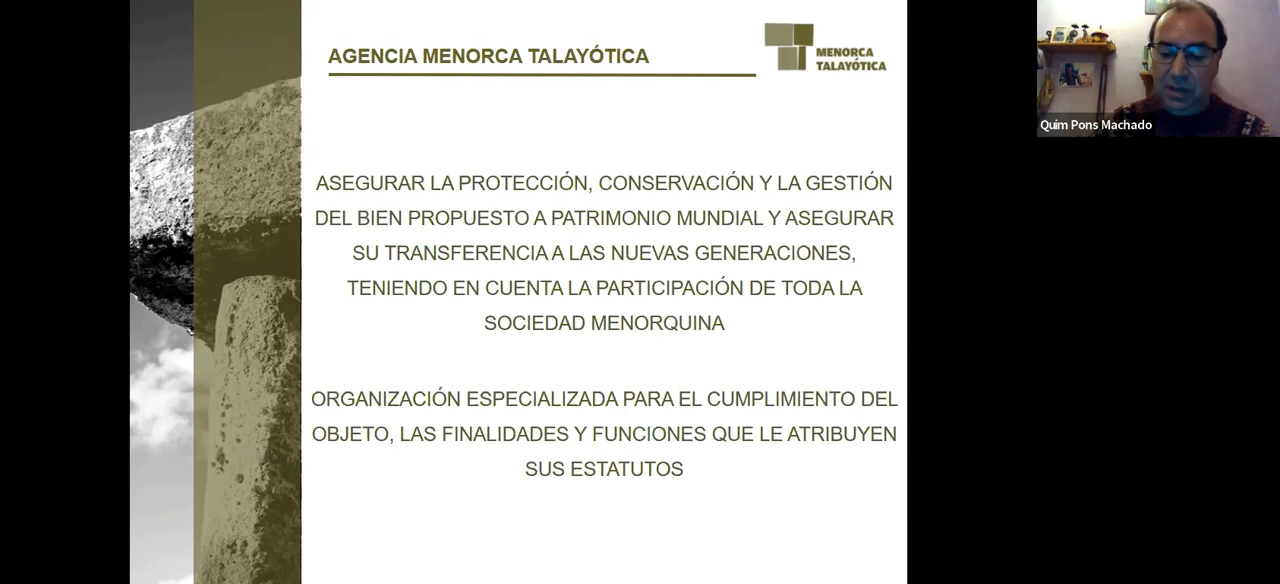 AGENCIA MENORCA TALAYÓTICA
MENORCA
TALAYÓTICA
Quim Pons Machado
ASEGURAR LA PROTECCIÓN, CONSERVACIÓN Y LA GESTIÓN
DEL BIEN PROPUESTO A PATRIMONIO MUNDIAL Y ASEGURAR
SU TRANSFERENCIA A LAS NUEVAS GENERACIONES,
TENIENDO EN CUENTA LA PARTICIPACIÓN DE TODA LA
SOCIEDAD MENORQUINA
ORGANIZACIÓN ESPECIALIZADA PARA EL CUMPLIMIENTO DEL
OBJETO, LAS FINALIDADES Y FUNCIONES QUE LE ATRIBUYEN
SUS ESTATUTOS